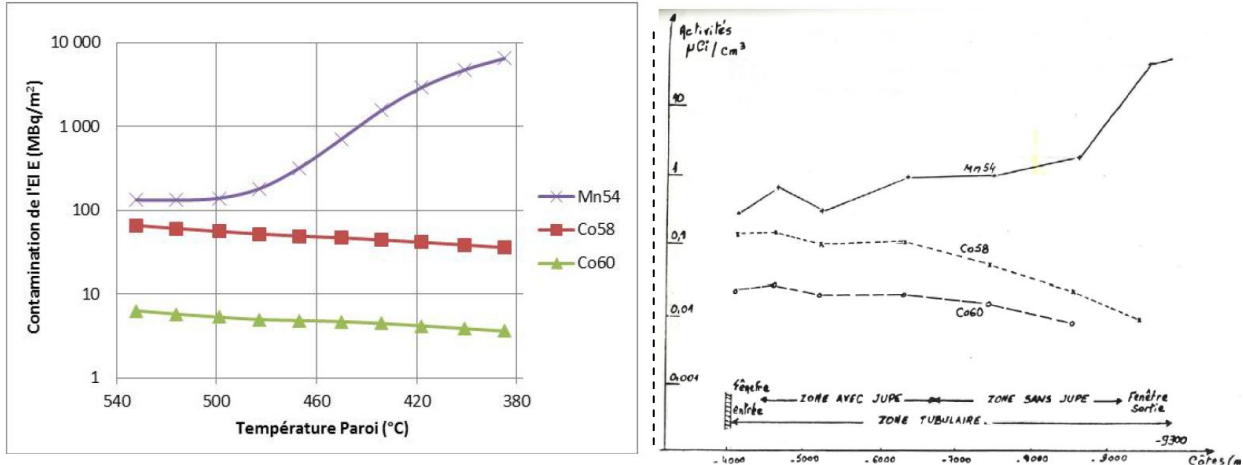 10 000
1 000
100
10
1
Contamination de l'EI E (MBq/m²)
540
500
460
420
380
Température Paroi (°C)
Mn54
Co58
Co60
Activités
µCi/cm³
10
1
0,1
0,01
0,001
Mn54
Co58
Co60
Fênetre
entrée
ZONE AVEC JUPE
ZONE SANS JUPE
Fenêtre
Sortie
ZONE TUBULAIRE
-9300
-4000
-5000
-6000
-7000
-8000
-9000
Côtes (m